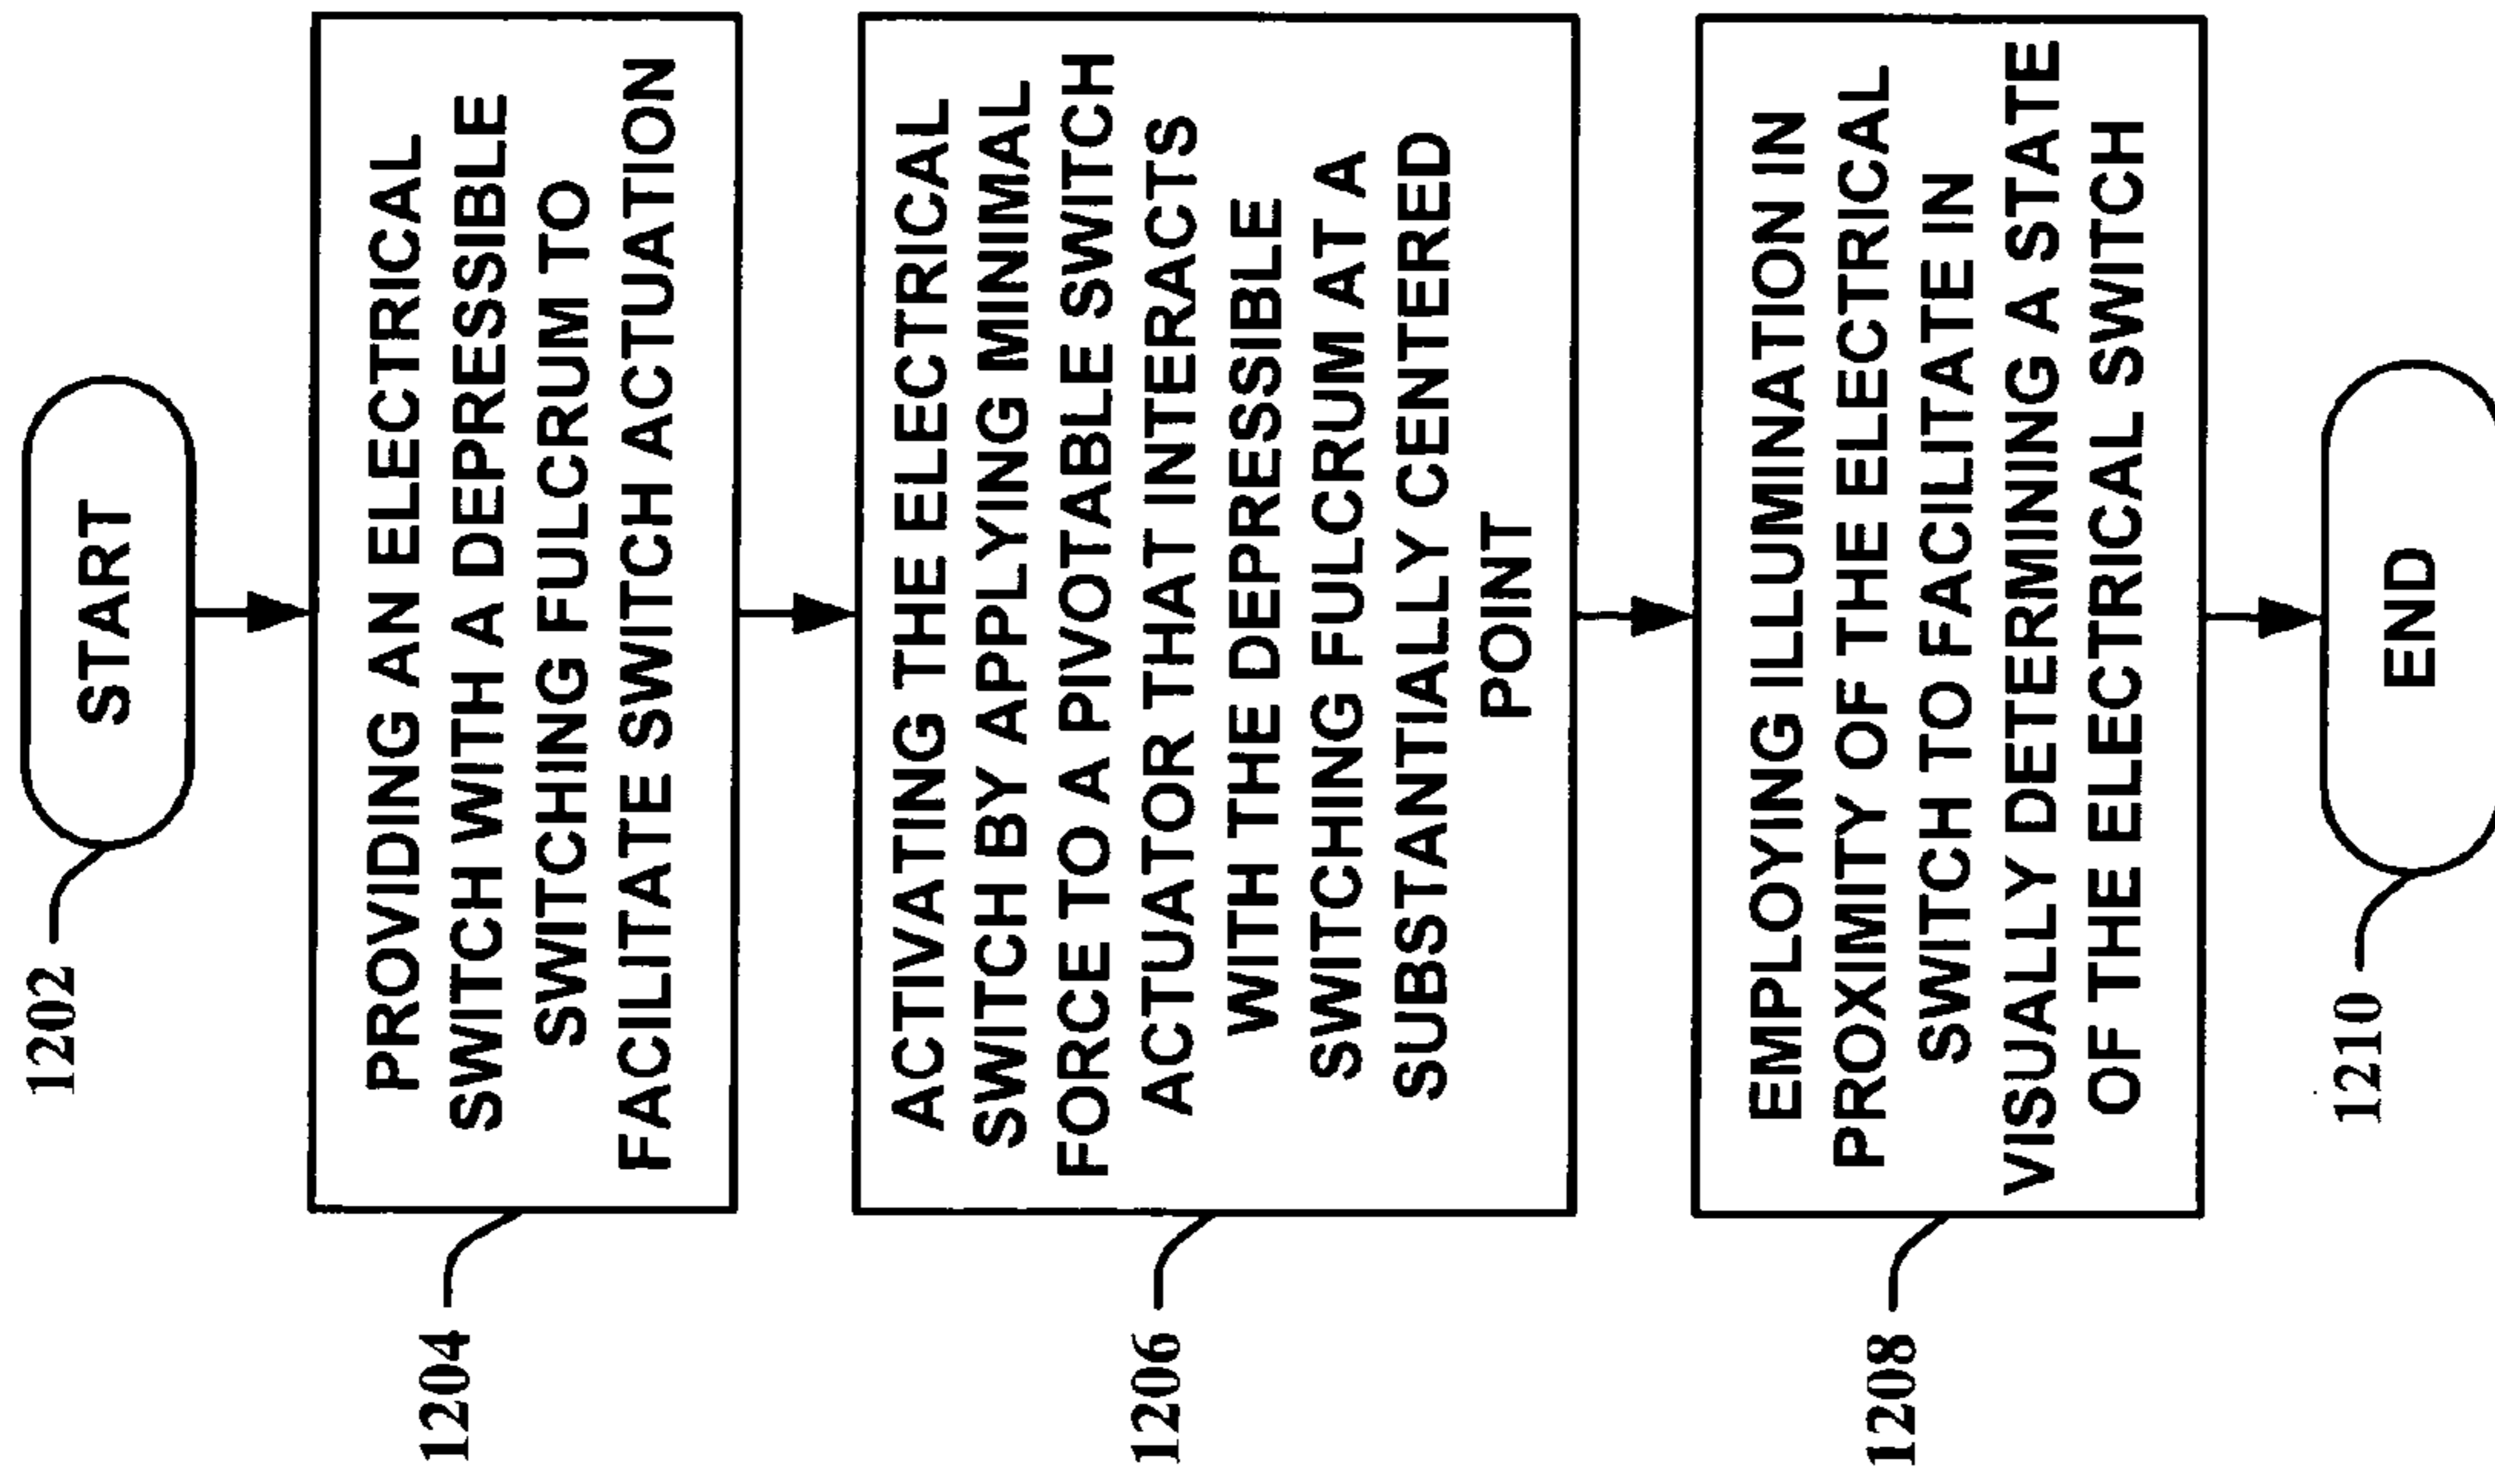 START
1202
PROVIDING AN ELECTRICAL
SWITCH WITH A DEPRESSIBLE
SWITCHING FULCRUM TO
FACILITATE SWITCH ACTUATION
1204
ACTIVATING THE ELECTRICAL
SWITCH BY APPLYING MINIMAL
FORCE TO A PIVOTABLE SWITCH
ACTUATOR THAT INTERACTS
WITH THE DEPRESSIBLE
SWITCHING FULCRUM AT A
SUBSTANTIALLY CENTERED
POINT
1206
EMPLOYING ILLUMINATION IN
PROXIMITY OF THE ELECTRICAL
SWITCH TO FACILITATE IN
VISUALLY DETERMINING A STATE
OF THE ELECTRICAL SWITCH
1208
END
1210